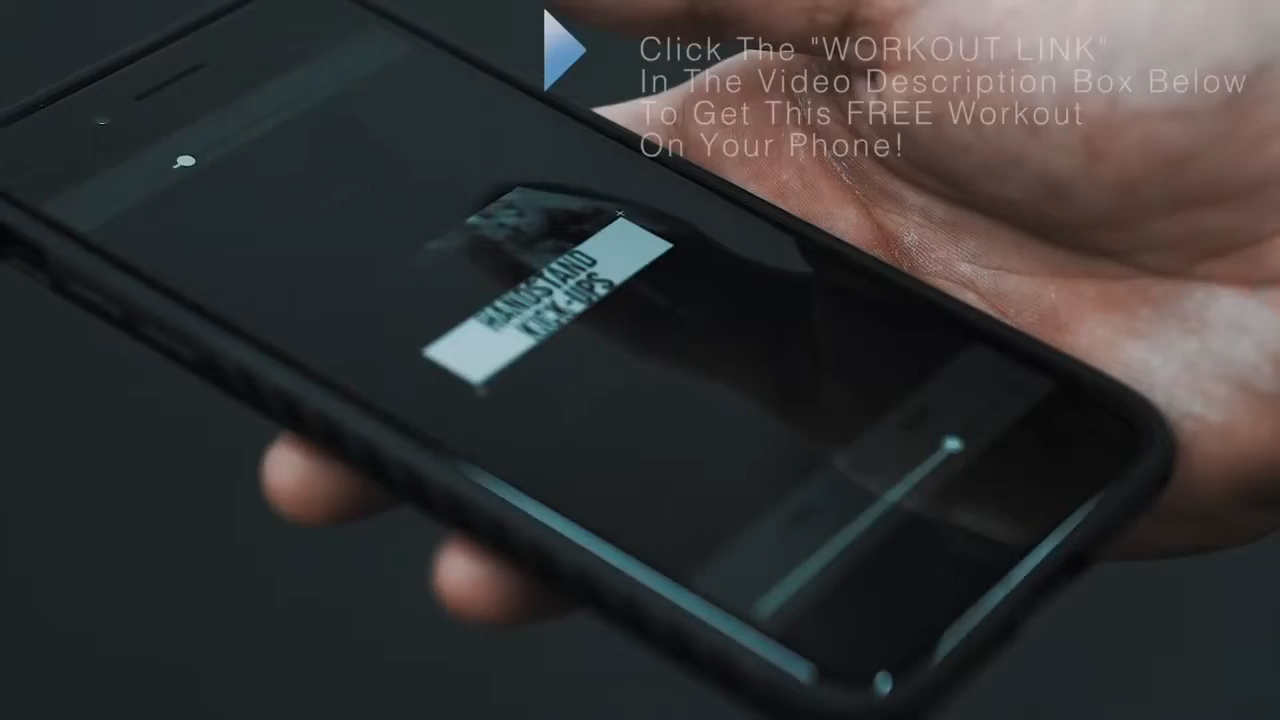 Click The "WORKOUT LINK"
In The Video Description Box Below
To Get This FREE Workout
On Your Phone!
HANDSTAND
KICK-UPS